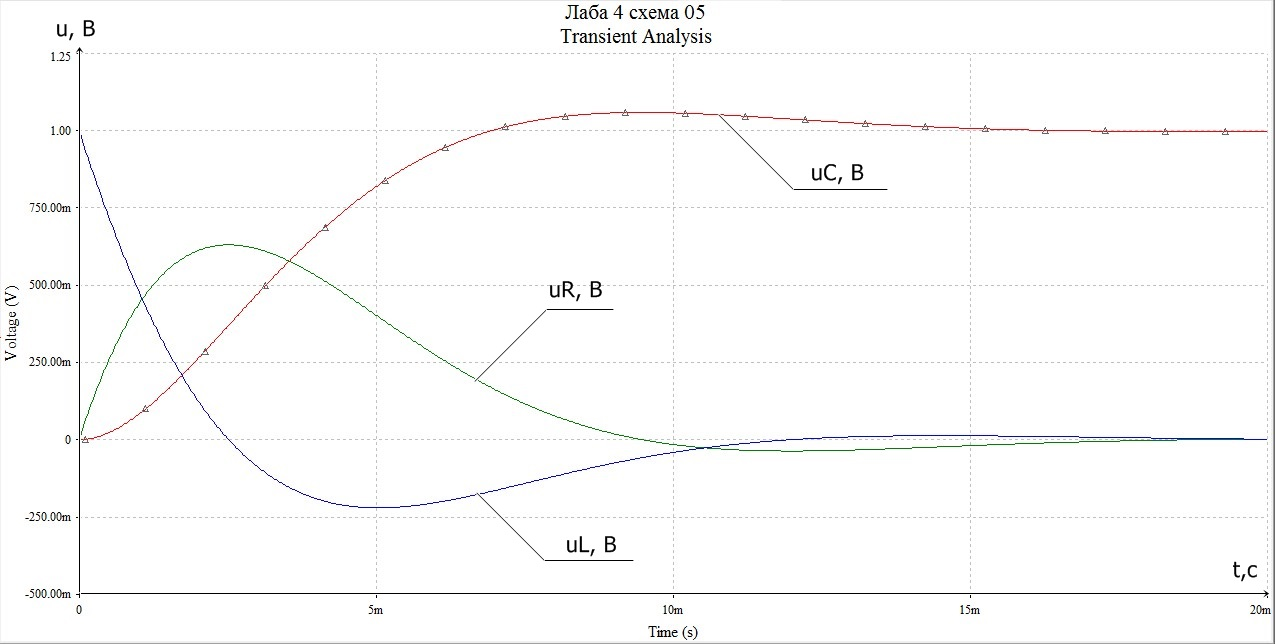 Лаба 4 схема 05
Transient Analysis
u, В
1.25
1.00
750.00m
500.00m
250.00m
0
-250.00m
-500.00m
Voltage (V)
uC, В
uR, В
uL, В
t,c
0
5m
10m
15m
20m
Time (s)